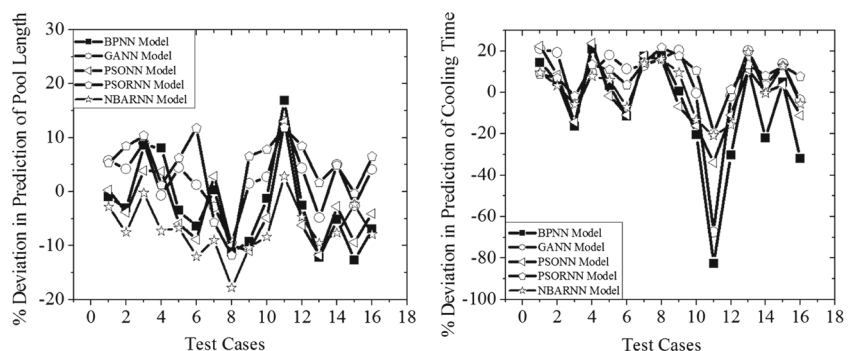 % Deviation in Prediction of Pool Length
30
20
10
0
-10
-20
BPNN Model
GANN Model
PSONN Model
PSORNN Model
NBARNN Model
0 2 4 6 8 10 12 14 16 18
Test Cases
% Deviation in Prediction of Cooling Time
40
20
0
-20
-40
-60
-80
-100
BPNN Model
GANN Model
PSONN Model
PSORNN Model
NBARNN Model
0 2 4 6 8 10 12 14 16 18
Test Cases